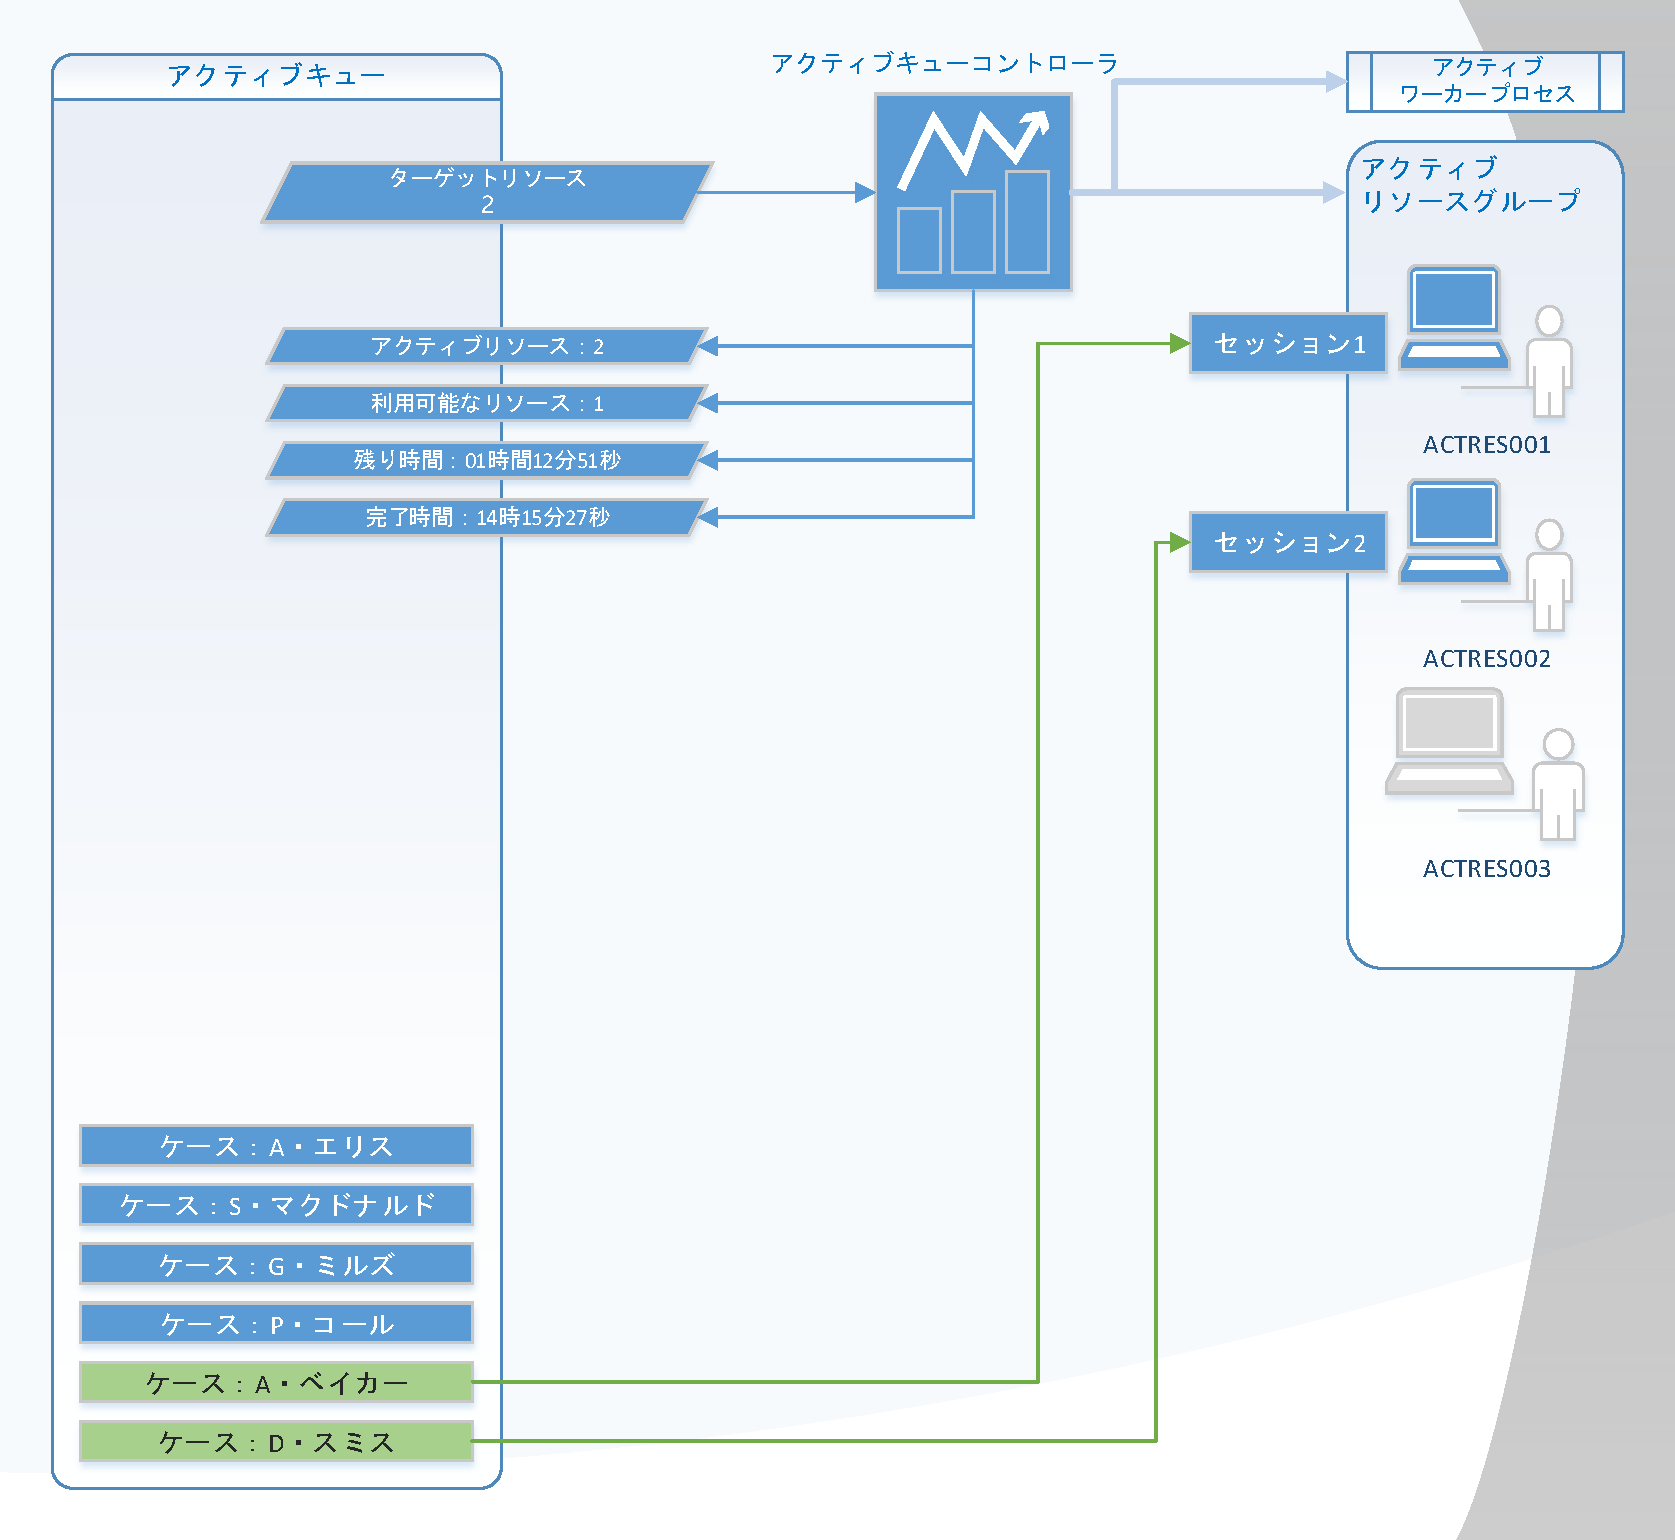 アクティブキュー
アクティブキューコントローラ
アクティブ
ワーカープロセス
ターゲットリソース
2
アクティブ
リソースグループ
アクティブリソース：2
利用可能なリソース：1
残り時間：01時間12分51秒
完了時間：14時15分27秒
セッション1
ACTRES001
セッション2
ACTRES002
ACTRES003
ケース：A・エリス
ケース：S・マクドナルド
ケース：G・ミルズ
ケース：P・コール
ケース：A・ベイカー
ケース：D・スミス